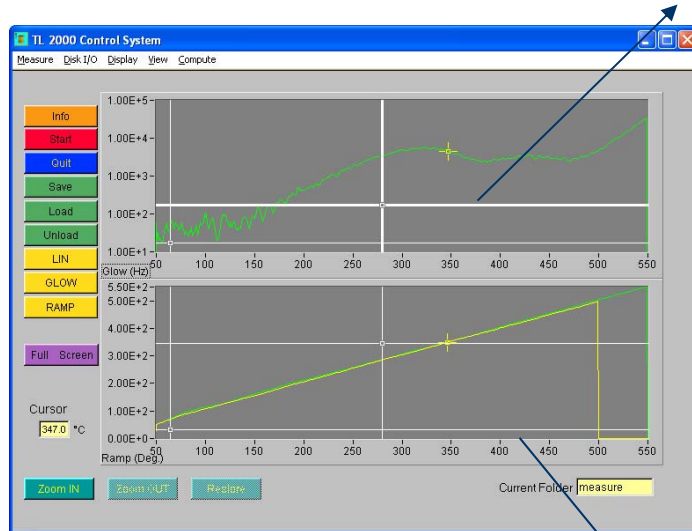 TL 2000 Control System
Measure Disk I/O Display View Compute
Info
Start
Quit
Save
Load
Unload
LIN
GLOW
RAMP
Full Screen
Cursor
347.0 °C
1.00E+5
1.00E+4
1.00E+3
1.00E+2
1.00E+1
50 100 150 200 250 300 350 400 450 500 550
Glow (Hz)
5.50E+2
5.00E+2
4.00E+2
3.00E+2
2.00E+2
1.00E+2
0.00E+0
50 100 150 200 250 300 350 400 450 500 550
Ramp (Deg.)
Zoom IN Zoom OUT Restore Current Folder measure